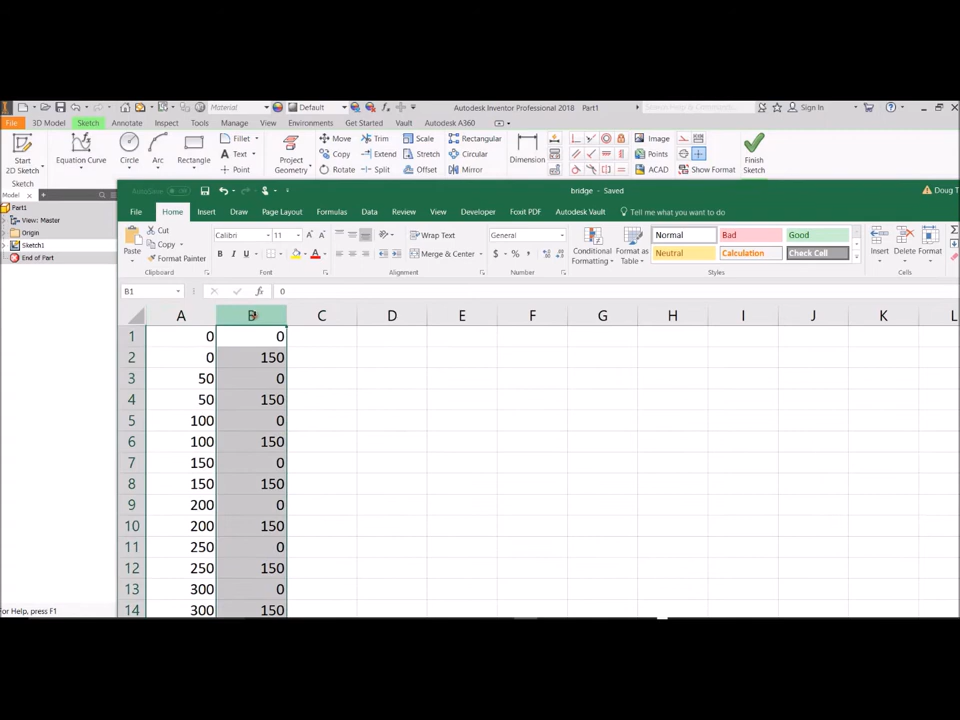 Material Default Autodesk Inventor Professional 2018 Part1 Sign In
File 3D Model Sketch Annotate Inspect Tools Manage View Environments Get Started Vault Autodesk A360
Start
2D Sketch
Sketch
Equation Curve
Circle
Arc
Rectangle
Fillet
Text
Point
Project
Geometry
Move
Copy
Rotate
Trim
Extend
Split
Scale
Stretch
Offset
Rectangular
Circular
Mirror
Dimension
Image
Points
ACAD
Show Format
Finish
Sketch
Model
Part1
View: Master
Origin
Sketch1
End of Part
For Help, press F1
AutoSave bridge - Saved Doug T
File Home Insert Draw Page Layout Formulas Data Review View Developer Foxit PDF Autodesk Vault Tell me what you want to do
Paste
Cut
Copy
Format Painter
Clipboard
Calibri 11
B I U
Font
Wrap Text
Merge & Center
Alignment
General
$ % ,
Number
Conditional
Formatting
Format as
Table
Normal Bad Good
Neutral Calculation Check Cell
Styles
Insert Delete Format
Cells
B1 fx 0
A B C D E F G H I J K L
1 0 0
2 0 150
3 50 0
4 50 150
5 100 0
6 100 150
7 150 0
8 150 150
9 200 0
10 200 150
11 250 0
12 250 150
13 300 0
14 300 150